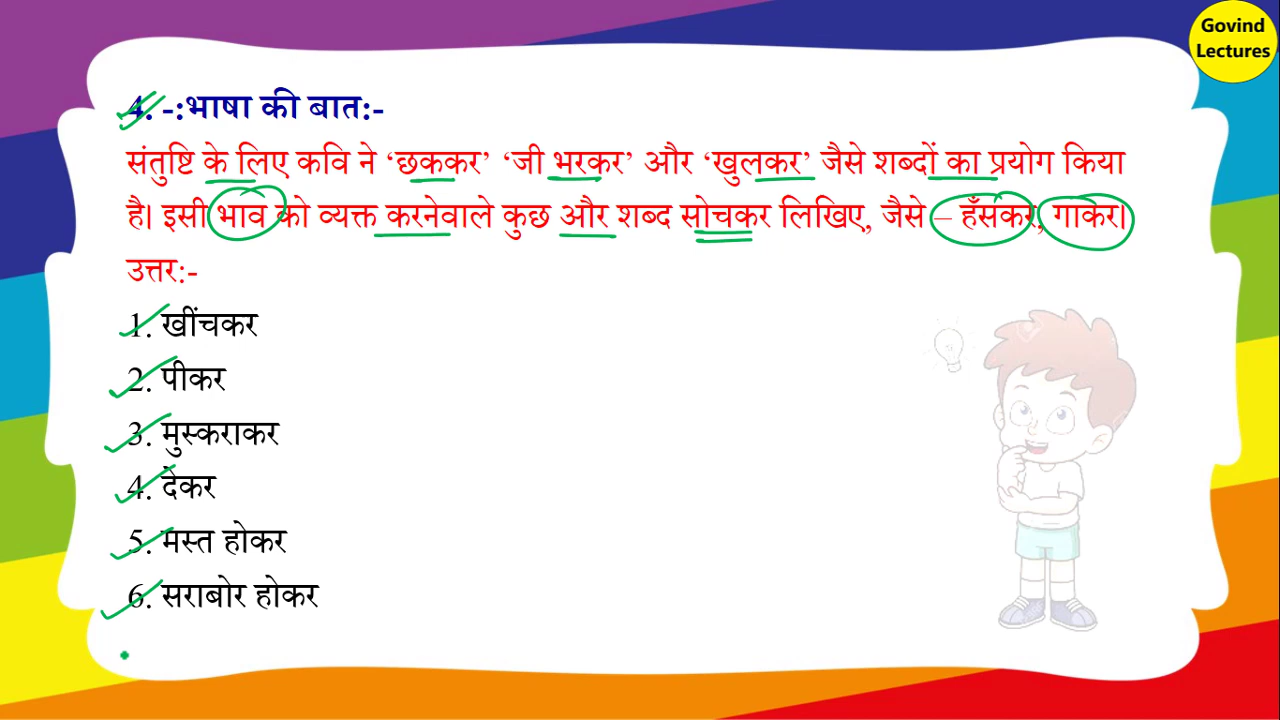 Govind
Lectures
4. -:भाषा की बात:-
संतुष्टि के लिए कवि ने ‘छककर’ ‘जी भरकर’ और ‘खुलकर’ जैसे शब्दों का प्रयोग किया
है। इसी भाव को व्यक्त करनेवाले कुछ और शब्द सोचकर लिखिए, जैसे – हँसकर, गाकर।
उत्तर:-
1. खींचकर
2. पीकर
3. मुस्कराकर
4. देकर
5. मस्त होकर
6. सराबोर होकर